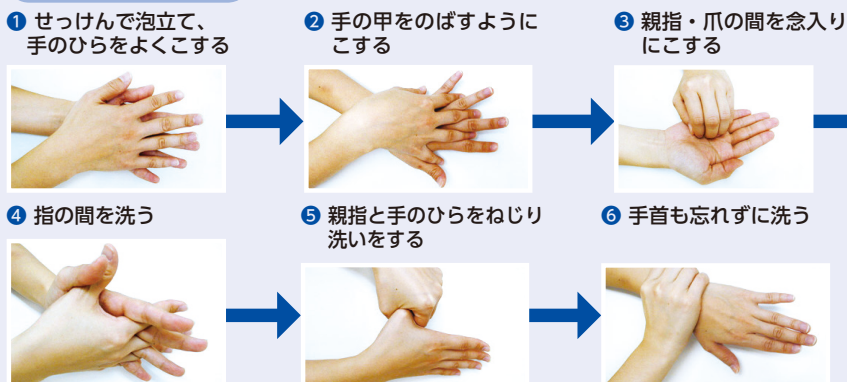 ❶ せっけんで泡立て、
手のひらをよくこする
❷ 手の甲をのばすように
こする
❸ 親指・爪の間を念入り
にこする
❹ 指の間を洗う
❺ 親指と手のひらをねじり
洗いをする
❻ 手首も忘れずに洗う